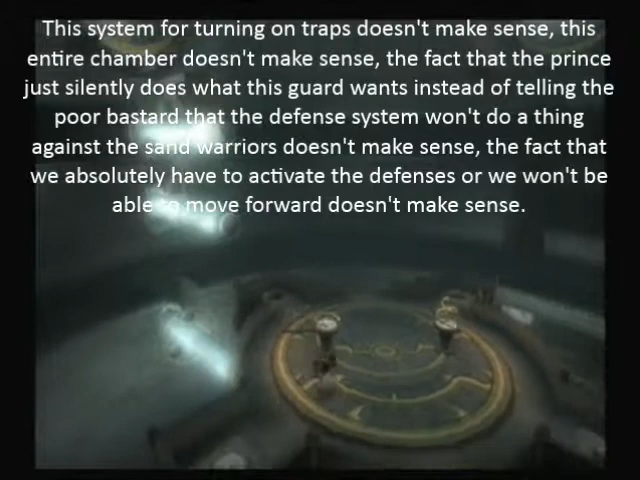 This system for turning on traps doesn't make sense, this
entire chamber doesn't make sense, the fact that the prince
just silently does what this guard wants instead of telling the
poor bastard that the defense system won't do a thing
against the sand warriors doesn't make sense, the fact that
we absolutely have to activate the defenses or we won't be
able to move forward doesn't make sense.